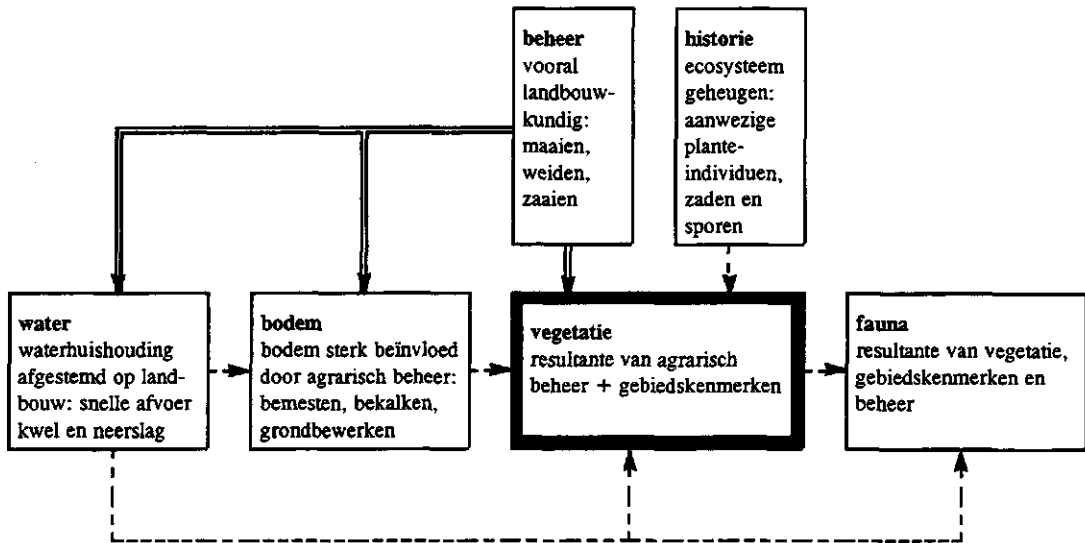 beheer
vooral
landbouw-
kundig:
maaien,
weiden,
zaaien
historie
ecosysteem
geheugen:
aanwezige
plante-
individuen,
zaden en
sporen
water
waterhuishouding
afgestemd op land-
bouw: snelle afvoer
kwel en neerslag
bodem
bodem sterk beïnvloed
door agrarisch beheer:
bemesten, bekalken,
grondbewerken
vegetatie
resultante van agrarisch
beheer + gebiedskenmerken
fauna
resultante van vegetatie,
gebiedskenmerken en
beheer